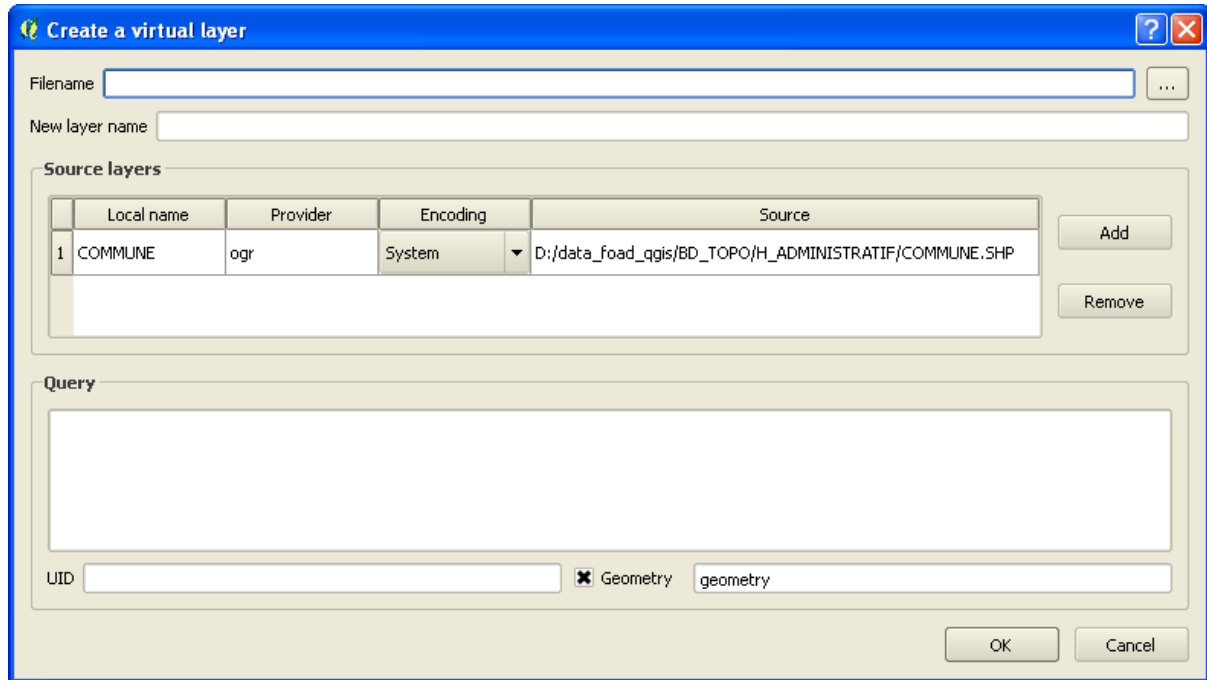 Create a virtual layer
?
Filename
...
New layer name
Source layers
Local name Provider Encoding Source
Add
1 COMMUNE ogr System D:/data_foad_qgis/BD_TOPO/H_ADMINISTRATIF/COMMUNE.SHP
Remove
Query
UID Geometry geometry
OK Cancel